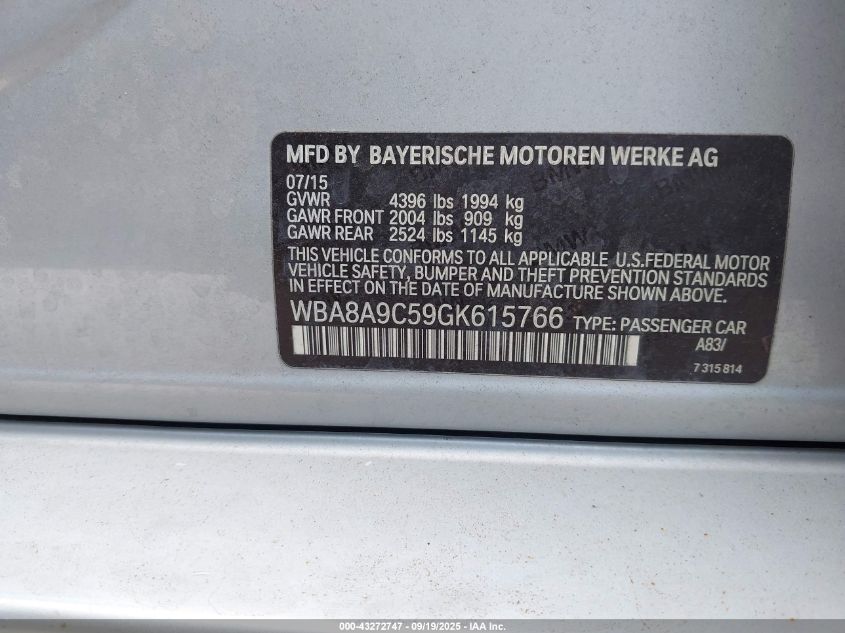 MFD BY BAYERISCHE MOTOREN WERKE AG
07/15
GVWR 4396 lbs 1994 kg
GAWR FRONT 2004 lbs 909 kg
GAWR REAR 2524 lbs 1145 kg
THIS VEHICLE CONFORMS TO ALL APPLICABLE U.S.FEDERAL MOTOR
VEHICLE SAFETY, BUMPER AND THEFT PREVENTION STANDARDS
IN EFFECT ON THE DATE OF MANUFACTURE SHOWN ABOVE.
WBA8A9C59GK615766 TYPE: PASSENGER CAR
A83/
7 315 814
000-43272747 - 09/19/2025 - IAA Inc.